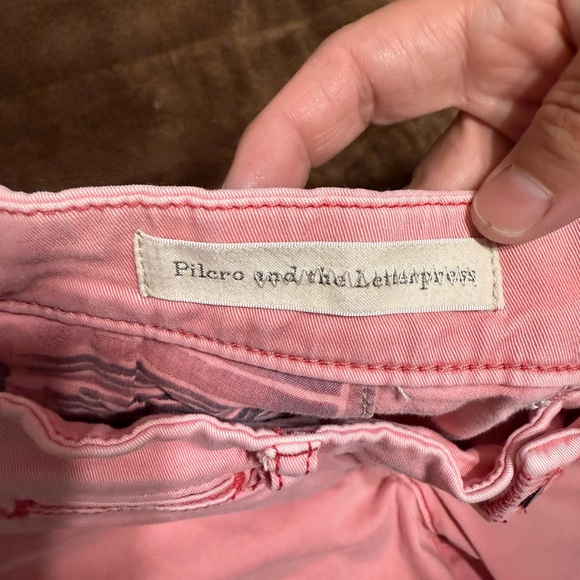 Pilcro and the Letterpress